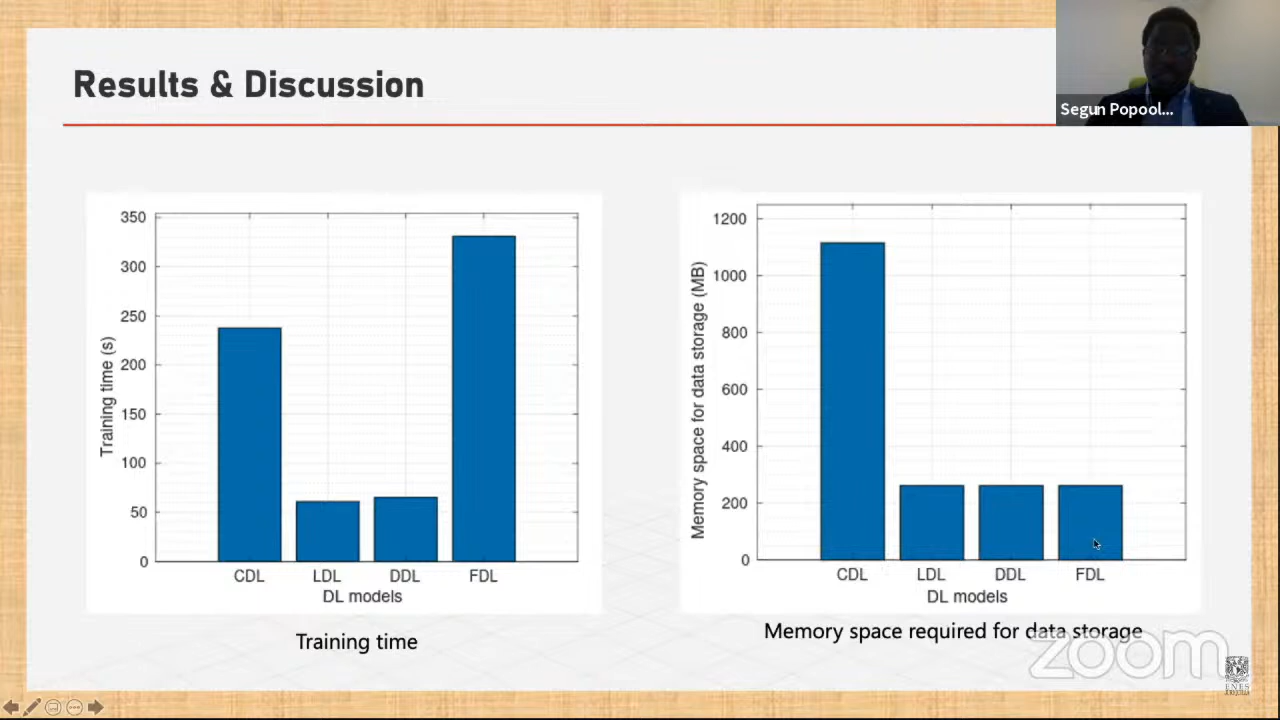 Results & Discussion
Segun Popool...
350
300
250
200
150
100
50
0
Training time (s)
CDL LDL DDL FDL
DL models
Training time
1200
1000
800
600
400
200
0
Memory space for data storage (MB)
CDL LDL DDL FDL
DL models
Memory space required for data storage
zoom
ENES